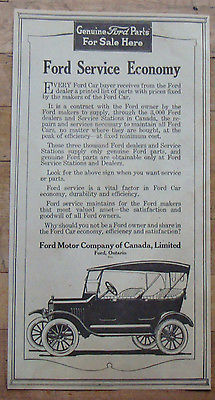 Genuine Ford Parts
For Sale Here
Ford Service Economy
EVERY Ford Car buyer receives from the Ford
dealer a printed list of parts with prices fixed
by the makers of the Ford Car.
It is a contract with the Ford owner by the
Ford makers to supply, through the 3,000 Ford
dealers and Service Stations in Canada, the re-
pairs and services necessary to maintain all Ford
Cars, no matter where they are bought, at the
peak of efficiency—at fixed minimum cost.
These three thousand Ford dealers and Service
Stations supply only genuine Ford parts, and
genuine Ford parts are obtainable only at Ford
Service Stations and Dealers.
Look for the above sign when you want service
or parts.
Ford service is a vital factor in Ford Car
economy, durability and efficiency.
Ford service maintains for the Ford makers
that most valued asset—the satisfaction and
goodwill of all Ford owners.
Why should you not be a Ford owner and share in
the Ford Car economy, efficiency and satisfaction?
Ford Motor Company of Canada, Limited
Ford, Ontario